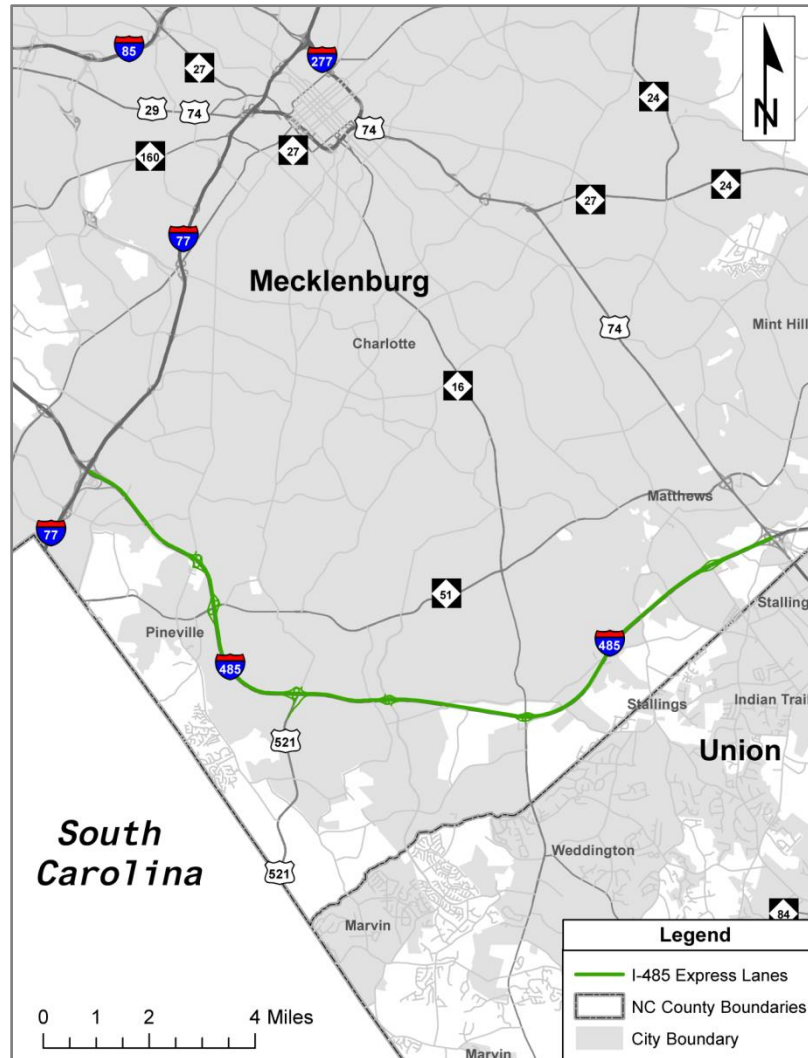 85
277
27
24
29
74
74
160
27
24
27
77
Mecklenburg
74
Mint Hill
Charlotte
16
Matthews
77
51
Stalling
Pineville
485
485
Stallings
Indian Trail
521
Union
South
Carolina
Weddington
521
84
Marvin
Legend
I-485 Express Lanes
NC County Boundaries
City Boundary
0 1 2 4 Miles
Marvin
N